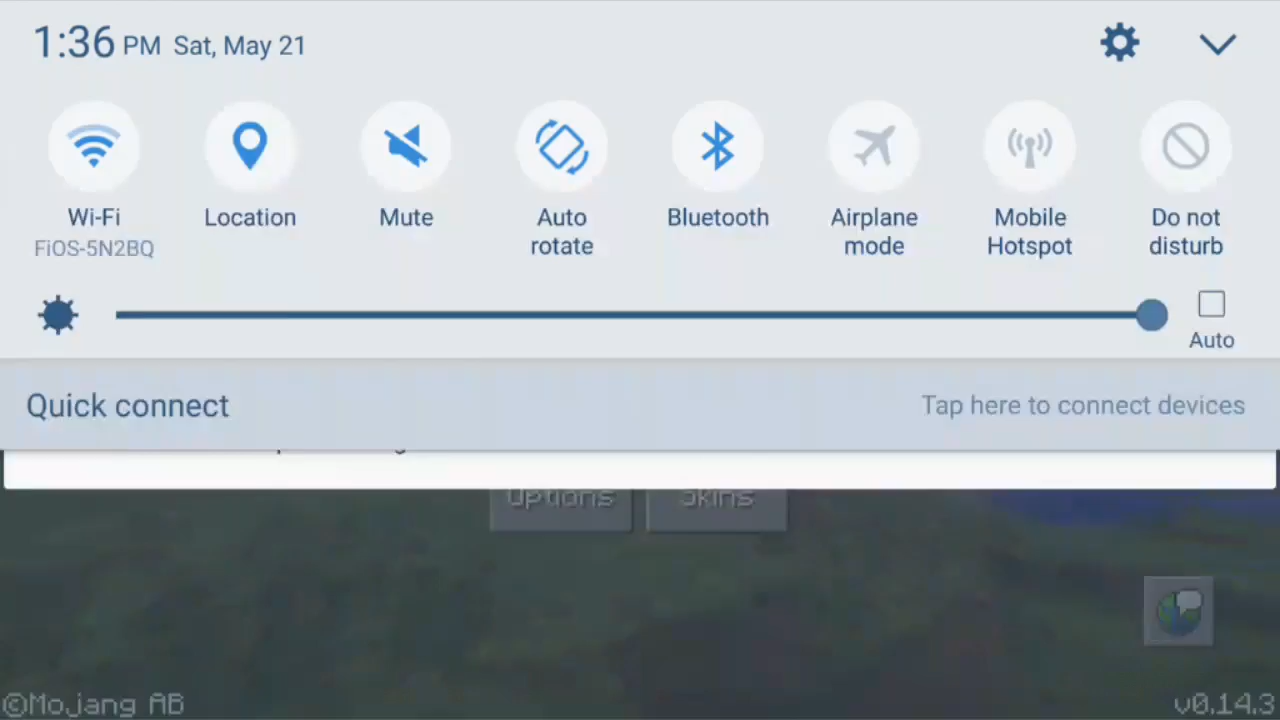 1:36 PM Sat, May 21
Wi-Fi
FiOS-5N2BQ
Location
Mute
Auto
rotate
Bluetooth
Airplane
mode
Mobile
Hotspot
Do not
disturb
Auto
Quick connect
Tap here to connect devices
Options
Skins
©Mojang AB
v0.14.3